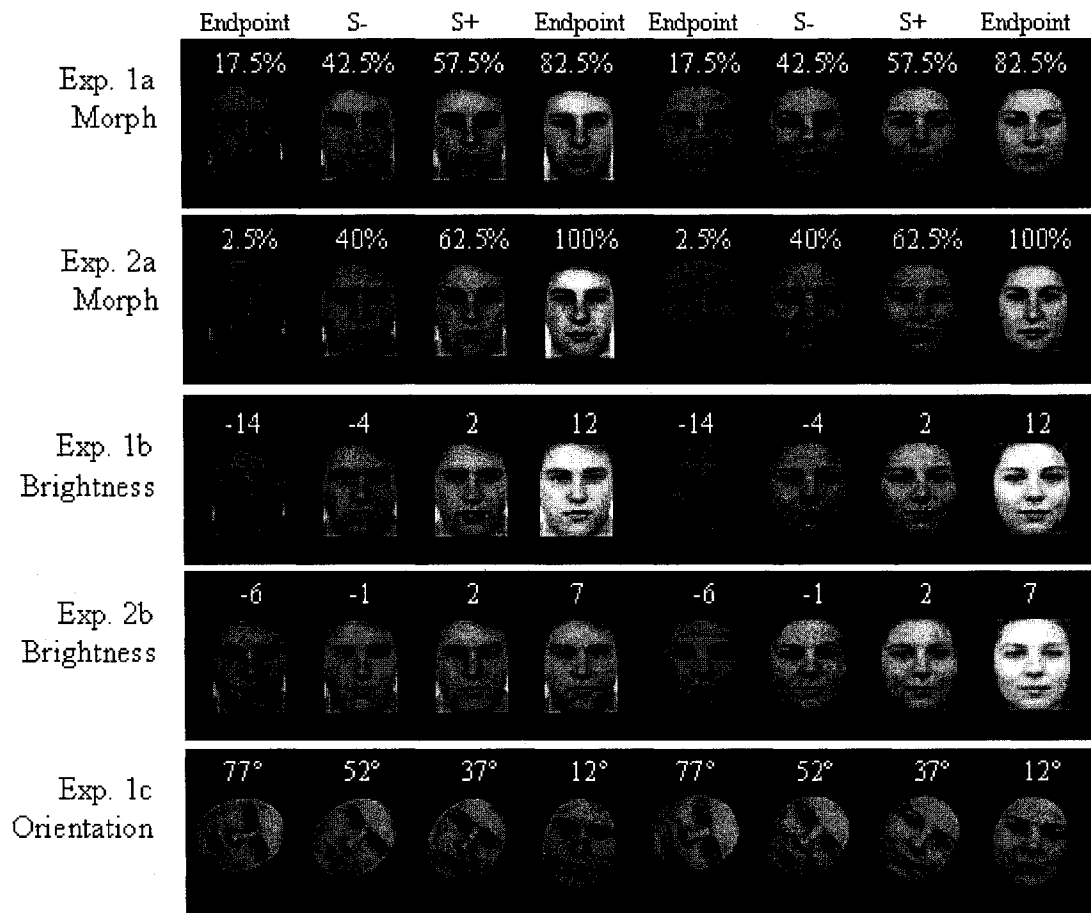 Endpoint S- S+ Endpoint Endpoint S- S+ Endpoint
Exp. 1a
Morph
17.5% 42.5% 57.5% 82.5% 17.5% 42.5% 57.5% 82.5%
Exp. 2a
Morph
2.5% 40% 62.5% 100% 2.5% 40% 62.5% 100%
Exp. 1b
Brightness
-14 -4 2 12 -14 -4 2 12
Exp. 2b
Brightness
-6 -1 2 7 -6 -1 2 7
Exp. 1c
Orientation
77° 52° 37° 12° 77° 52° 37° 12°